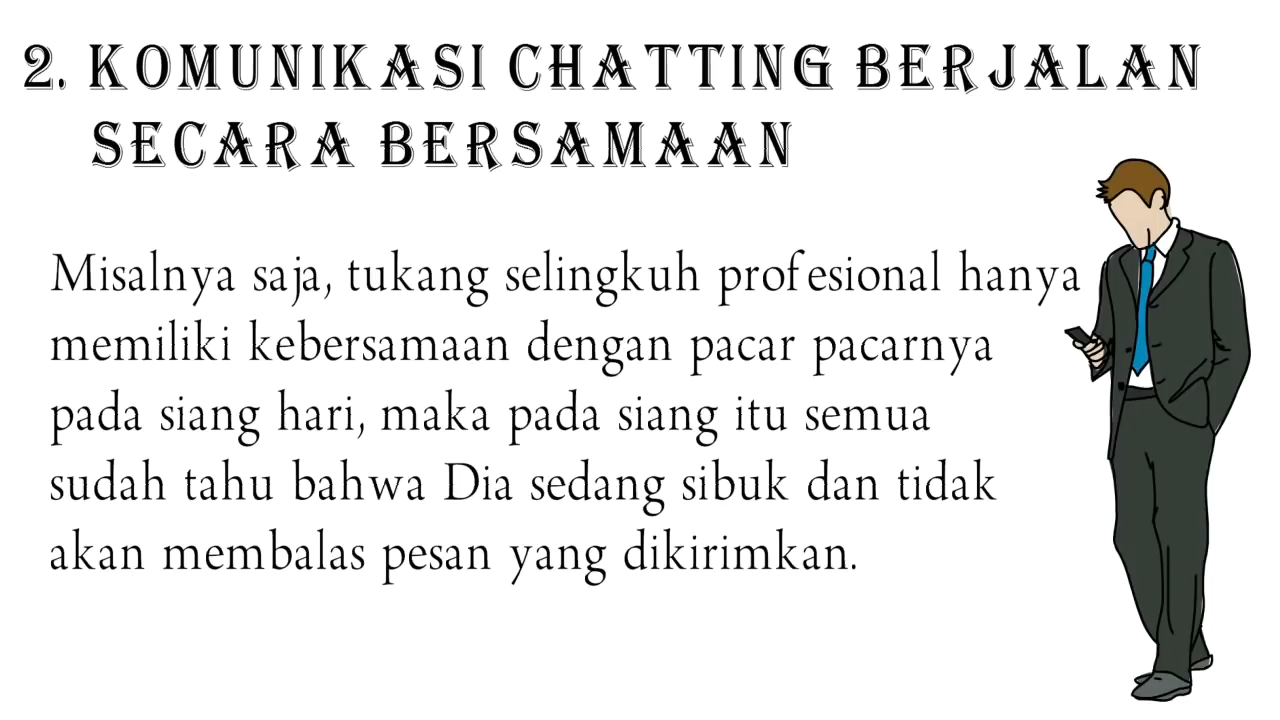 2. KOMUNIKASI CHATTING BERJALAN
SECARA BERSAMAAN
Misalnya saja, tukang selingkuh profesional hanya
memiliki kebersamaan dengan pacar pacarnya
pada siang hari, maka pada siang itu semua
sudah tahu bahwa Dia sedang sibuk dan tidak
akan membalas pesan yang dikirimkan.